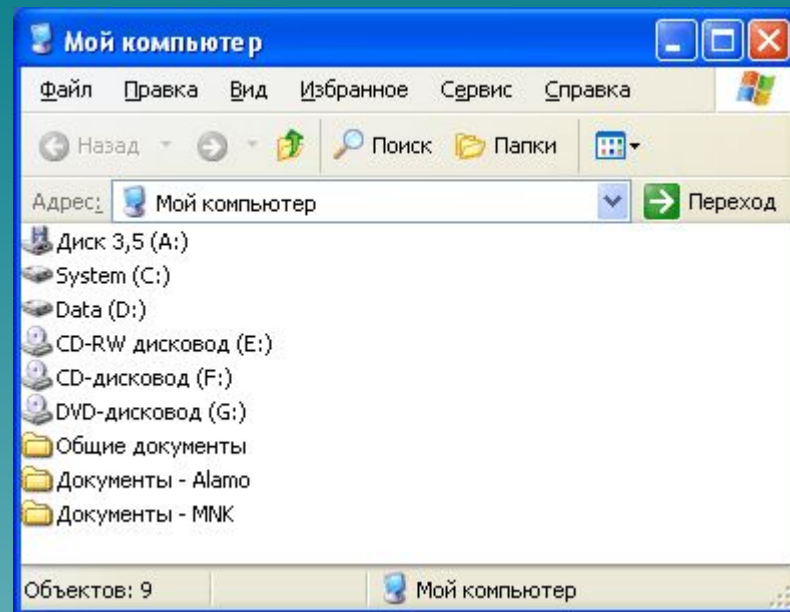 Мой компьютер
Файл Правка Вид Избранное Сервис Справка
Назад Поиск Папки
Адрес: Мой компьютер Переход
Диск 3,5 (A:)
System (C:)
Data (D:)
CD-RW дисковод (E:)
CD-дисковод (F:)
DVD-дисковод (G:)
Общие документы
Документы - Alamo
Документы - MNK
Объектов: 9 Мой компьютер